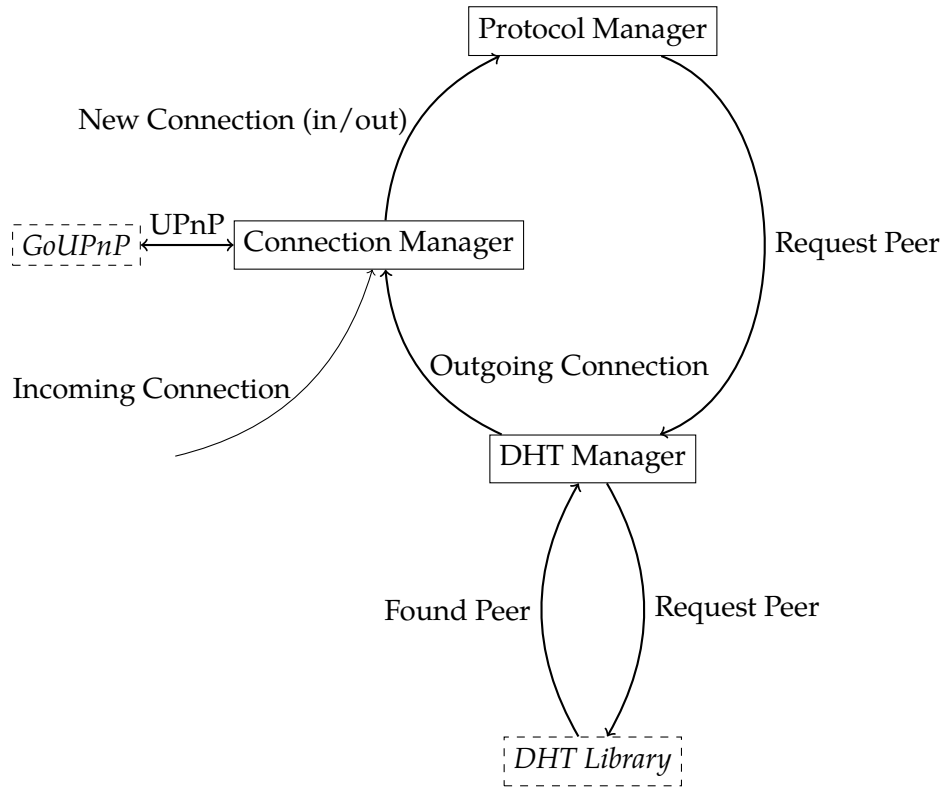 Protocol Manager
New Connection (in/out)
GoUPnP
UPnP
Connection Manager
Request Peer
Incoming Connection
Outgoing Connection
DHT Manager
Found Peer
Request Peer
DHT Library